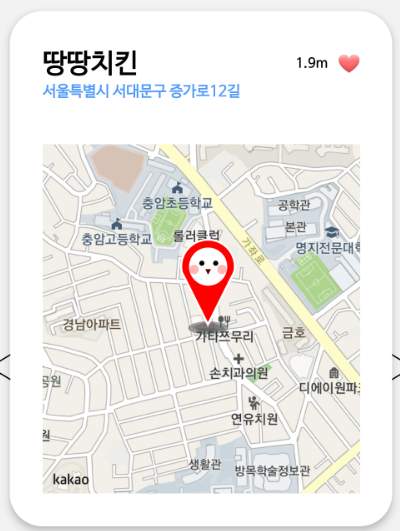 땅땅치킨
1.9m
서울특별시 서대문구 증가로12길
충암초등학교
공학관
본관
충암고등학교
롤러클럽
가좌로
명지전문대학
경남아파트
가타쯔무리
금호
손치과의원
공원
디에이원파
연유치원
원
생활관
방목학술정보관
kakao